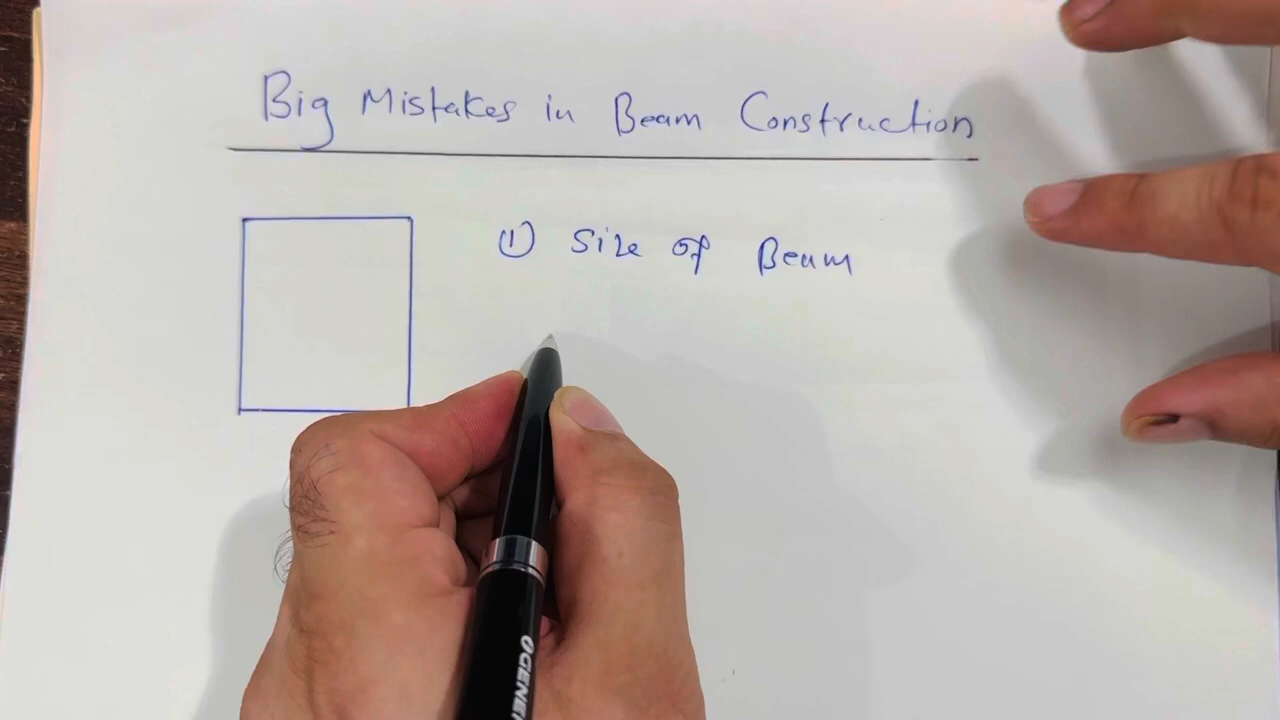 Big Mistakes in Beam Construction
① Size of Beam